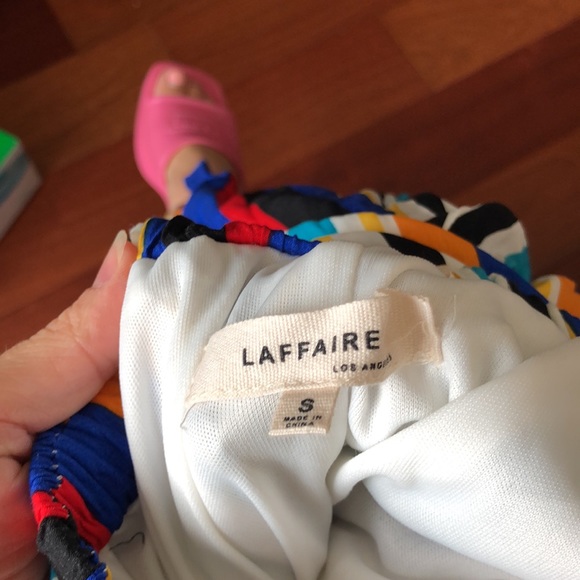 LAFFAIRE
LOS ANGELES
S
MADE IN
CHINA